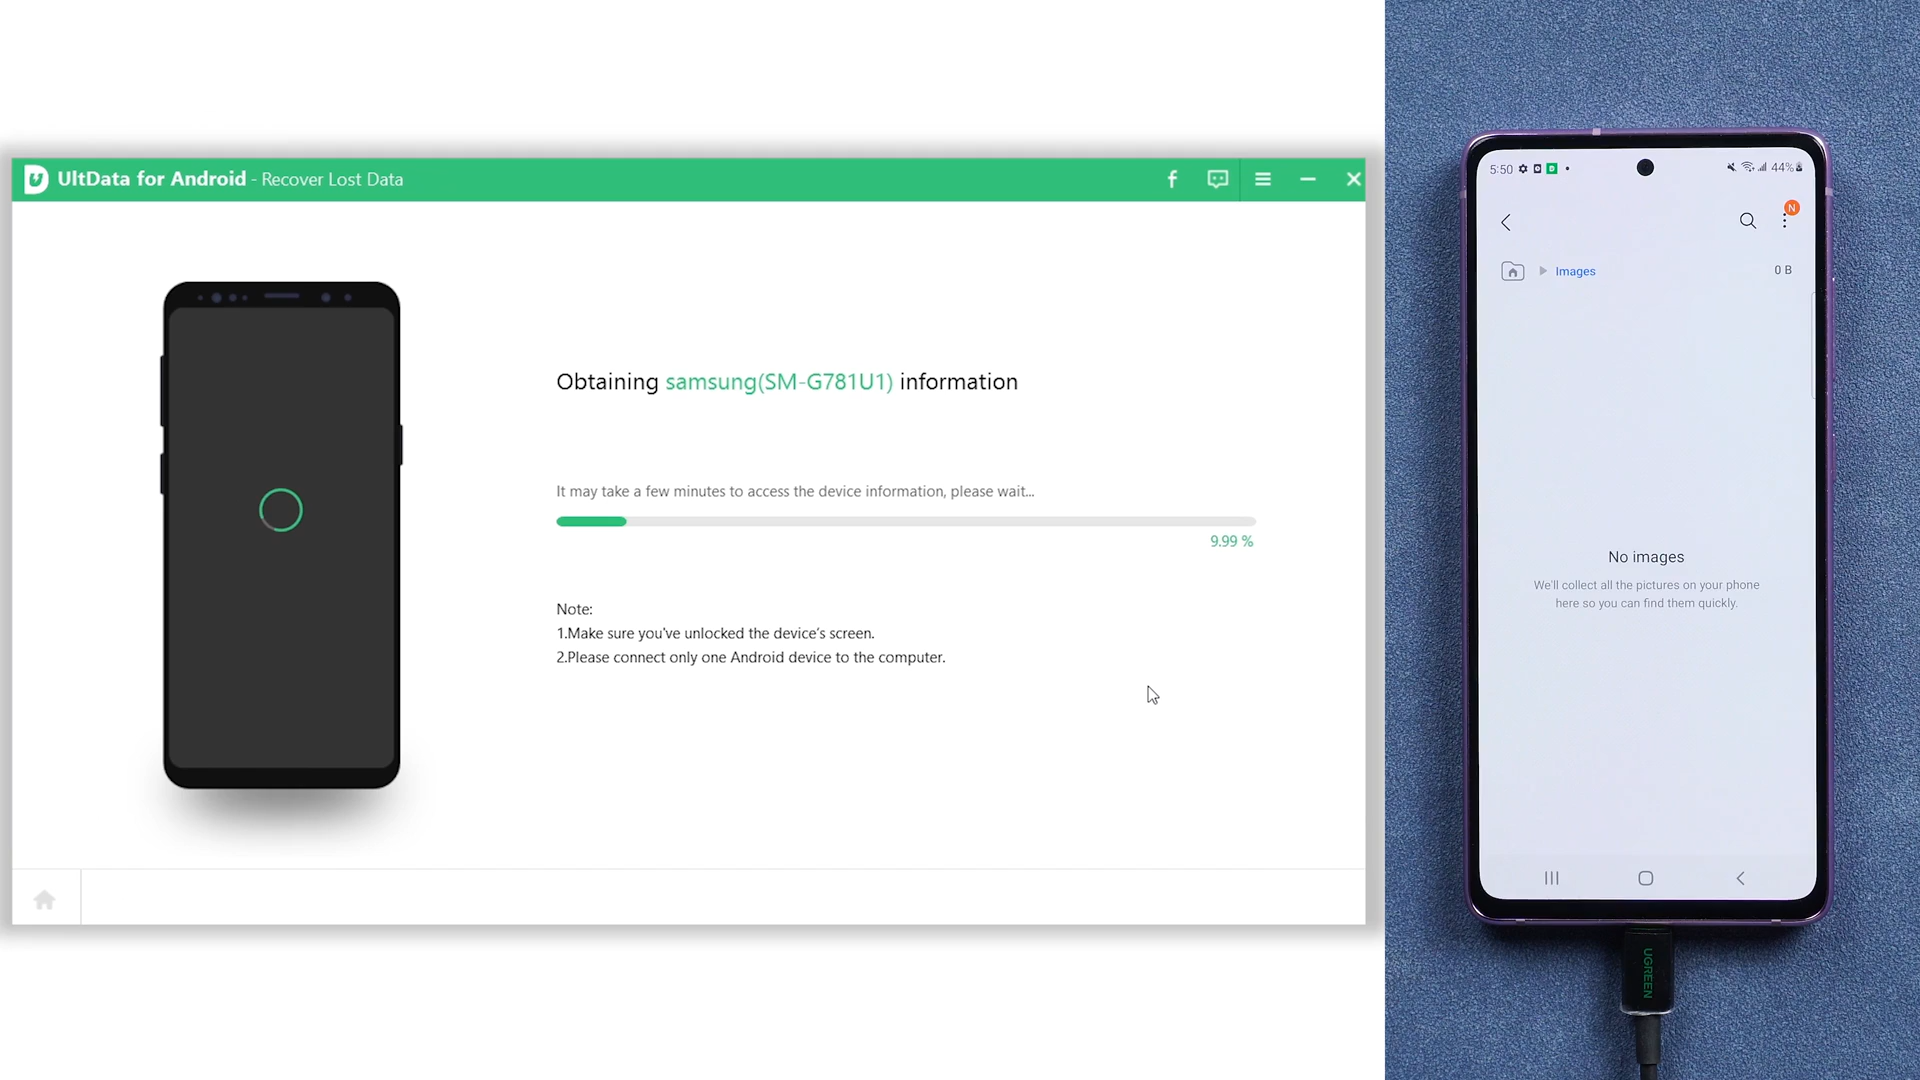 UltData for Android - Recover Lost Data
Obtaining samsung(SM-G781U1) information
It may take a few minutes to access the device information, please wait...
9.99 %
Note:
1.Make sure you've unlocked the device's screen.
2.Please connect only one Android device to the computer.
5:50
44%
N
Images
0 B
No images
We'll collect all the pictures on your phone
here so you can find them quickly.
UGREEN